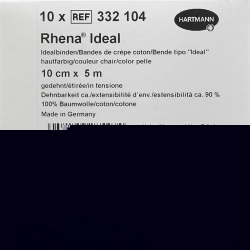 10 x REF 332 104
HARTMANN
Rhena® Ideal
Idealbinden/Bandes de crêpe coton/Bende tipo "Ideal"
hautfarbig/couleur chair/color pelle
10 cm x 5 m
gedehnt/étirée/in tensione
Dehnbarkeit ca./extensibilité d'env./estensibilità ca. 90 %
100% Baumwolle/coton/cotone
Made in Germany